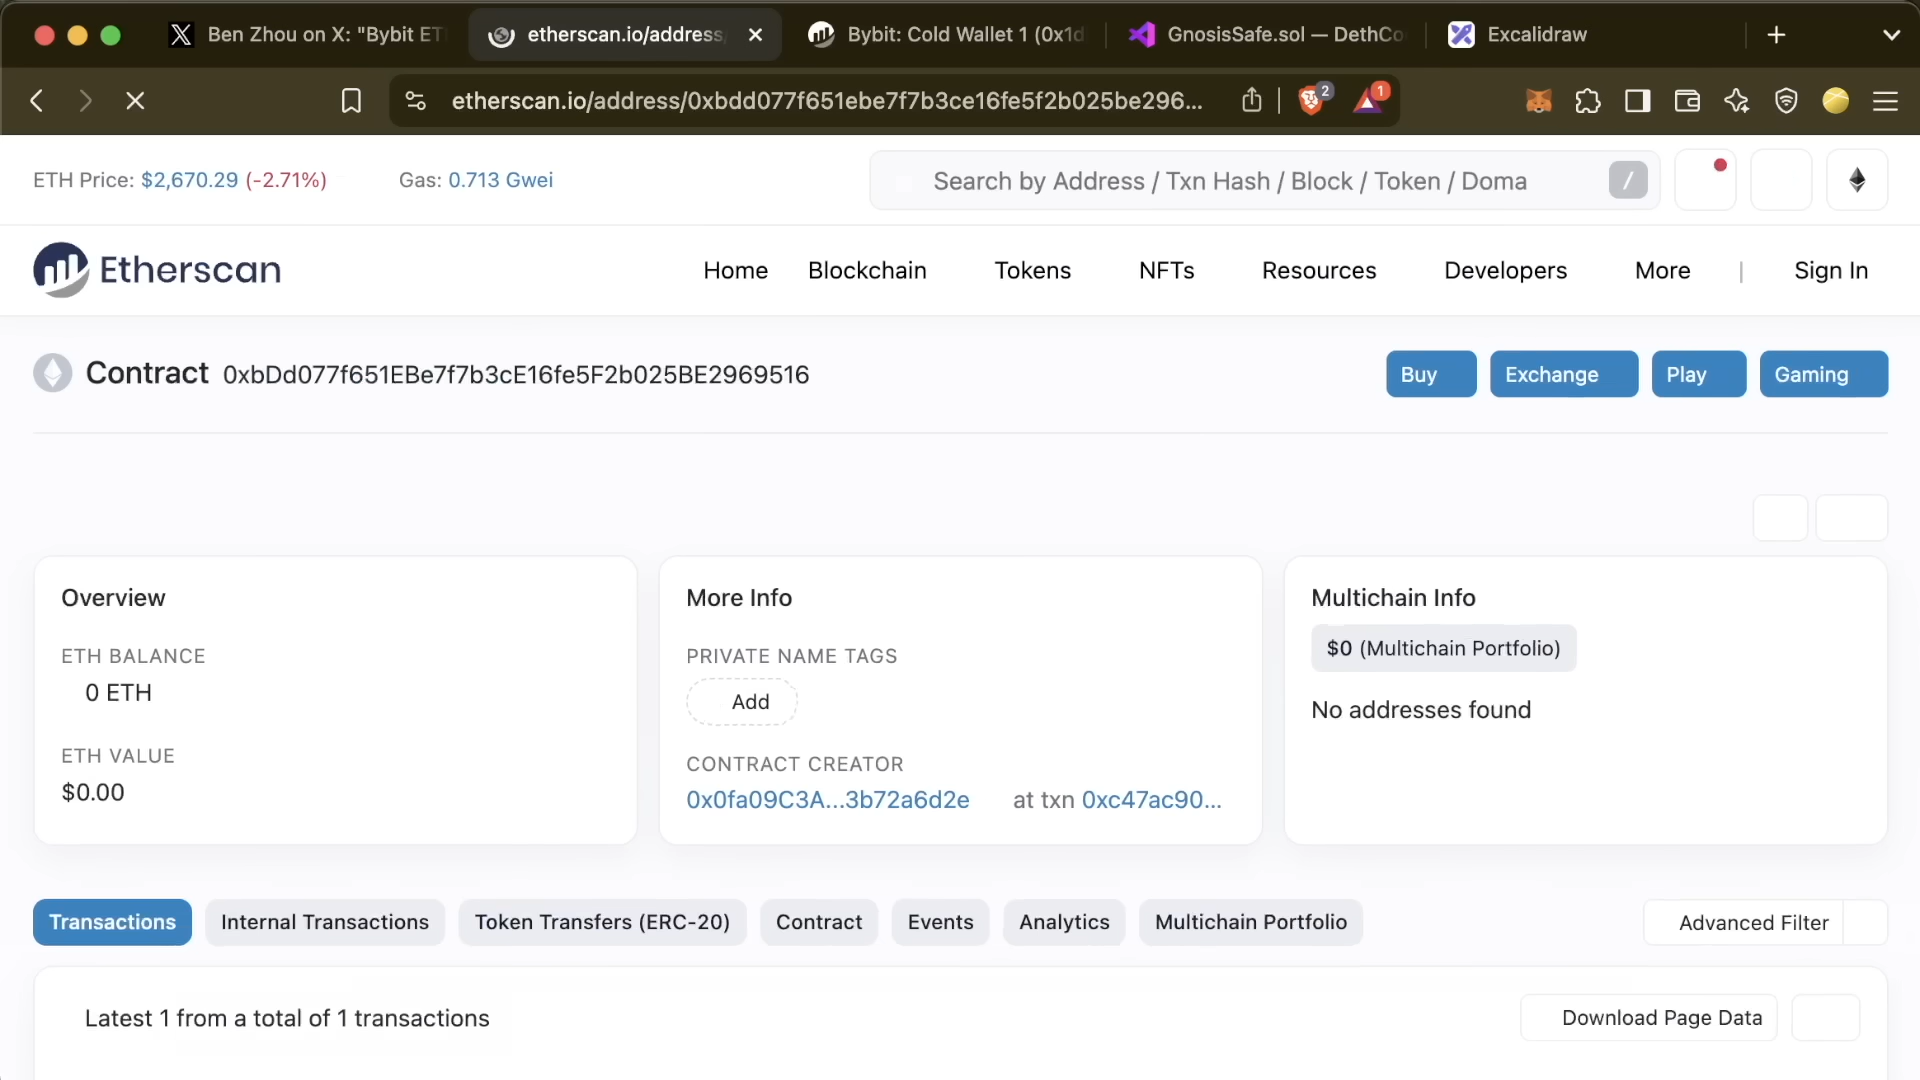 Ben Zhou on X: "Bybit ET
etherscan.io/address
Bybit: Cold Wallet 1 (0x1d
GnosisSafe.sol — DethCo
Excalidraw
etherscan.io/address/0xbdd077f651ebe7f7b3ce16fe5f2b025be296...
2
1
ETH Price: $2,670.29 (-2.71%)
Gas: 0.713 Gwei
Search by Address / Txn Hash / Block / Token / Doma
/
Etherscan
Home
Blockchain
Tokens
NFTs
Resources
Developers
More
|
Sign In
Contract 0xbDd077f651EBe7f7b3cE16fe5F2b025BE2969516
Buy
Exchange
Play
Gaming
Overview
ETH BALANCE
0 ETH
ETH VALUE
$0.00
More Info
PRIVATE NAME TAGS
Add
CONTRACT CREATOR
0x0fa09C3A...3b72a6d2e at txn 0xc47ac90...
Multichain Info
$0 (Multichain Portfolio)
No addresses found
Transactions
Internal Transactions
Token Transfers (ERC-20)
Contract
Events
Analytics
Multichain Portfolio
Advanced Filter
Latest 1 from a total of 1 transactions
Download Page Data